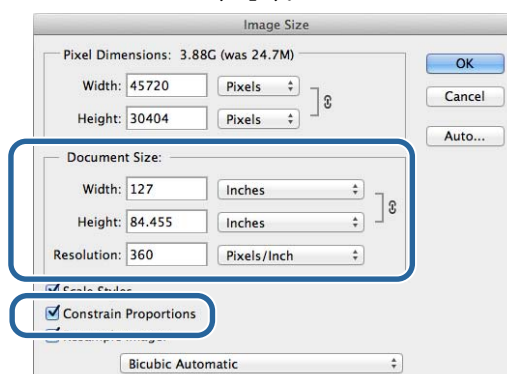 Image Size
Pixel Dimensions: 3.88G (was 24.7M)
Width: 45720 Pixels
Height: 30404 Pixels
OK
Cancel
Auto...
Document Size:
Width: 127 Inches
Height: 84.455 Inches
Resolution: 360 Pixels/Inch
Scale Styles
Constrain Proportions
Bicubic Automatic